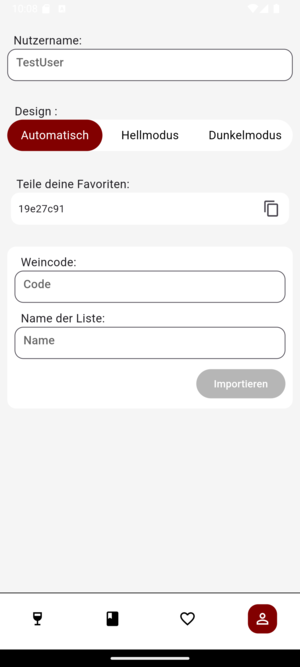 Nutzername:
TestUser
Design :
Automatisch Hellmodus Dunkelmodus
Teile deine Favoriten:
19e27c91
Weincode:
Code
Name der Liste:
Name
Importieren